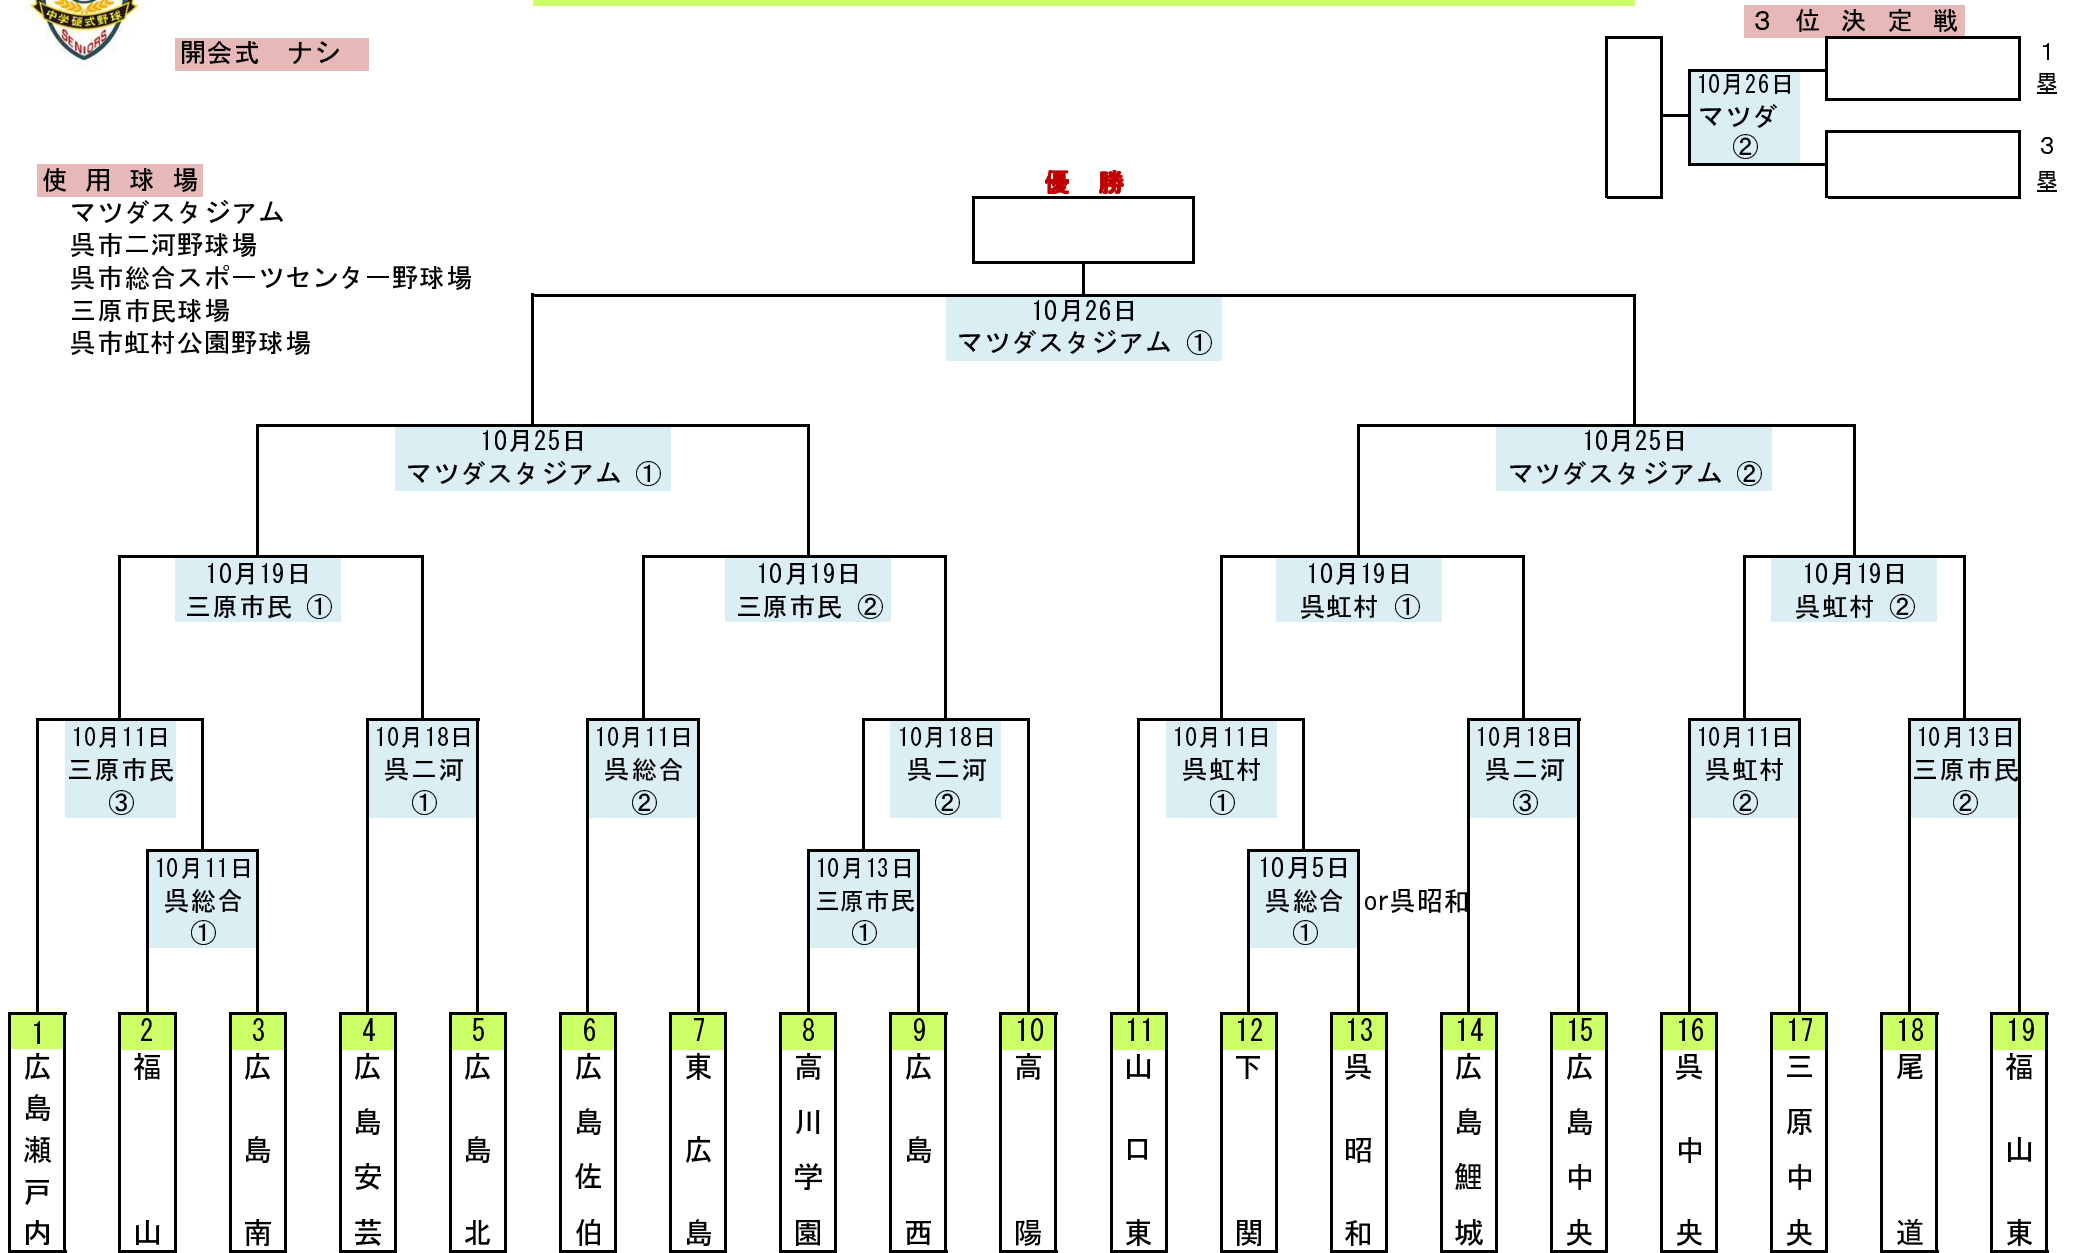 中学硬式野球
SENIORS
開会式　ナシ
３位決定戦
1塁
10月26日
マツダ
②
3塁
使用球場
マツダスタジアム
呉市二河野球場
呉市総合スポーツセンター野球場
三原市民球場
呉市虹村公園野球場
優勝
10月26日
マツダスタジアム ①
10月25日
マツダスタジアム ①
10月25日
マツダスタジアム ②
10月19日
三原市民 ①
10月19日
三原市民 ②
10月19日
呉虹村 ①
10月19日
呉虹村 ②
10月11日
三原市民
③
10月18日
呉二河
①
10月11日
呉総合
②
10月18日
呉二河
②
10月11日
呉虹村
①
10月18日
呉二河
③
10月11日
呉虹村
②
10月13日
三原市民
②
10月11日
呉総合
①
10月13日
三原市民
①
10月5日
呉総合
①
or呉昭和
1
広島瀬戸内
2
福山
3
広島南
4
広島安芸
5
広島北
6
広島佐伯
7
東広島
8
高川学園
9
広島西
10
高陽
11
山口東
12
下関
13
呉昭和
14
広島鯉城
15
広島中央
16
呉中央
17
三原中央
18
尾道
19
福山東